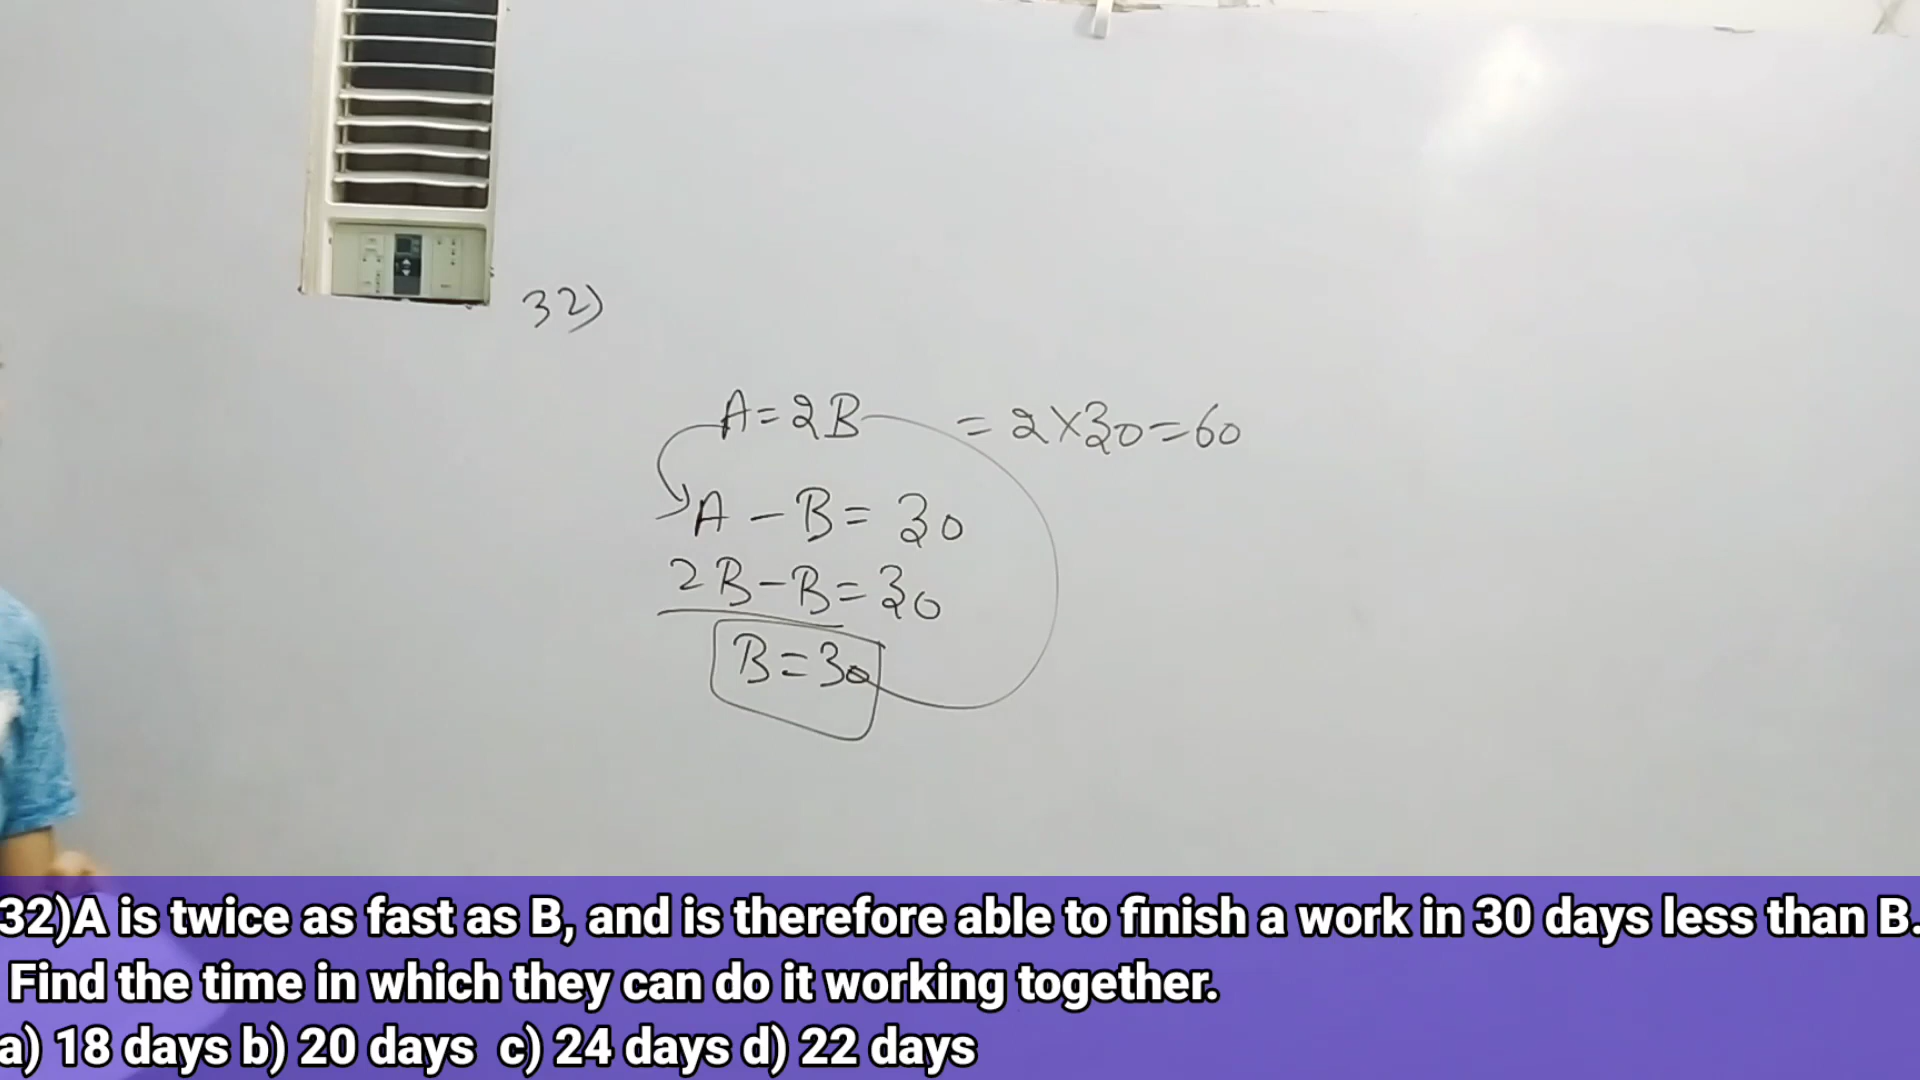 32)
A=2B = 2X30=60
A - B = 30
2B-B=30
B=30
32)A is twice as fast as B, and is therefore able to finish a work in 30 days less than B.
Find the time in which they can do it working together.
a) 18 days b) 20 days c) 24 days d) 22 days